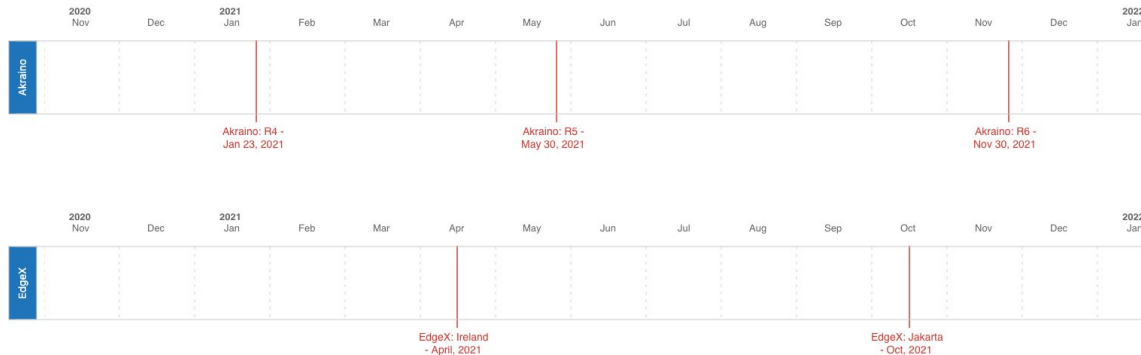 2020 2021 2022
Nov Dec Jan Feb Mar Apr May Jun Jul Aug Sep Oct Nov Dec Jan
Akraino
Akraino: R4 -
Jan 23, 2021
Akraino: R5 -
May 30, 2021
Akraino: R6 -
Nov 30, 2021
2020 2021 2022
Nov Dec Jan Feb Mar Apr May Jun Jul Aug Sep Oct Nov Dec Jan
EdgeX
EdgeX: Ireland
- April, 2021
EdgeX: Jakarta
- Oct, 2021